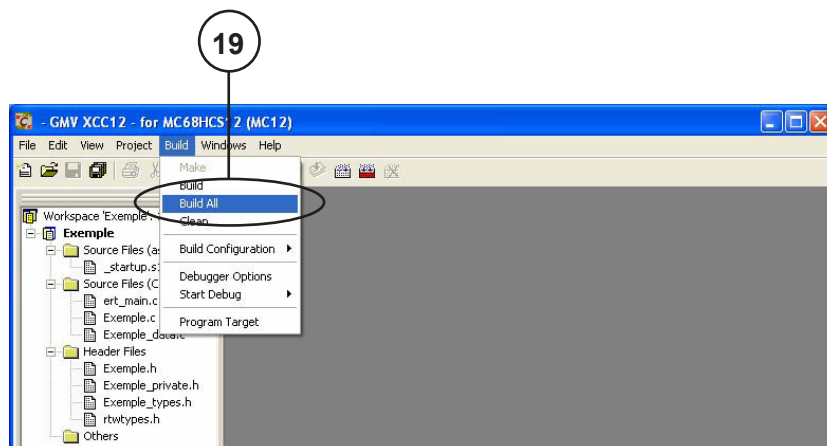 19
- GMV XCC12 - for MC68HCS12 (MC12)
File Edit View Project Build Windows Help
Make
Build
Build All
Clean
Build Configuration
Debugger Options
Start Debug
Program Target
Workspace 'Exemple':
Exemple
Source Files (as
_startup.s
Source Files (C
ert_main.c
Exemple.c
Exemple_data.c
Header Files
Exemple.h
Exemple_private.h
Exemple_types.h
rtwtypes.h
Others